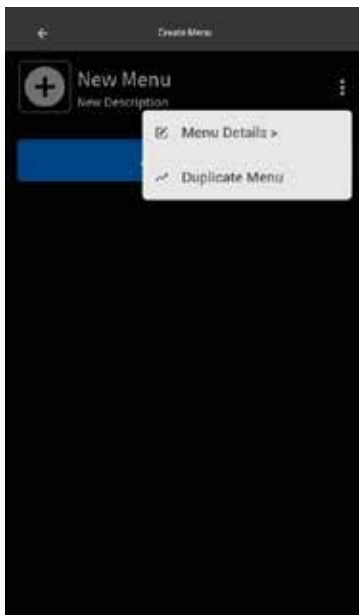 Create Menu
New Menu
New Description
Menu Details >
Duplicate Menu